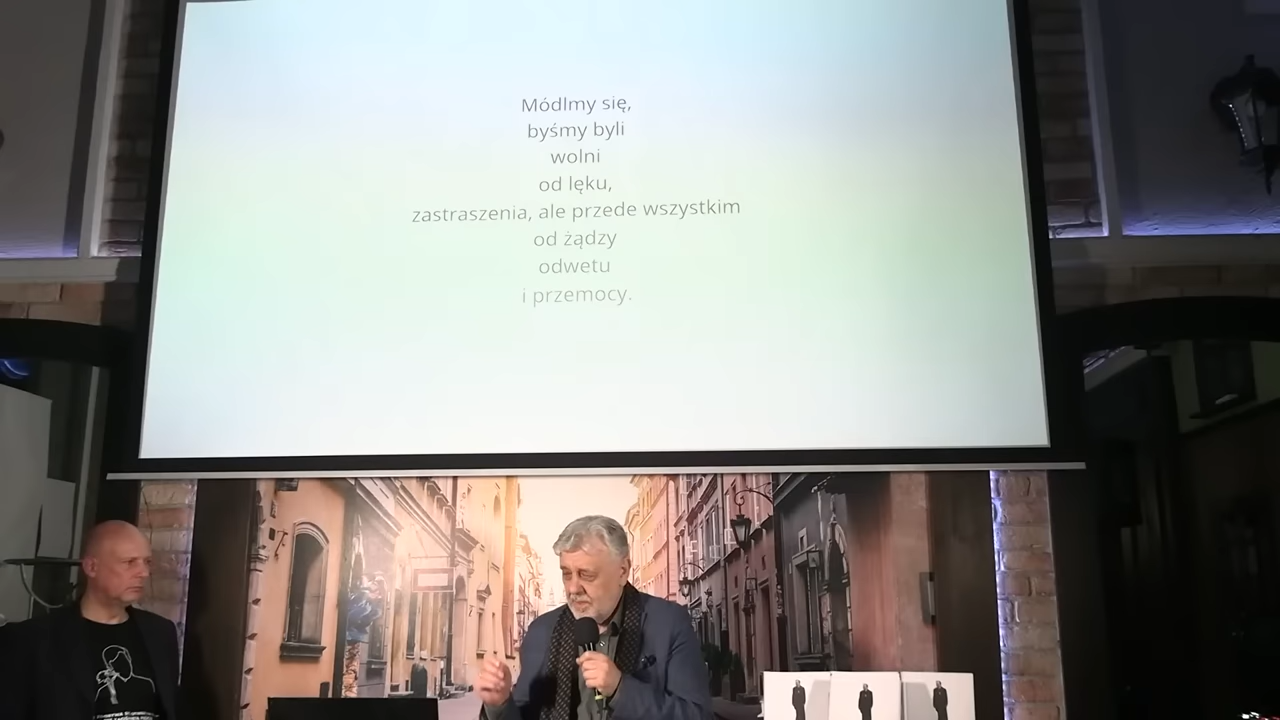 Módlmy się,
byśmy byli
wolni
od lęku,
zastraszenia, ale przede wszystkim
od żądzy
odwetu
i przemocy.